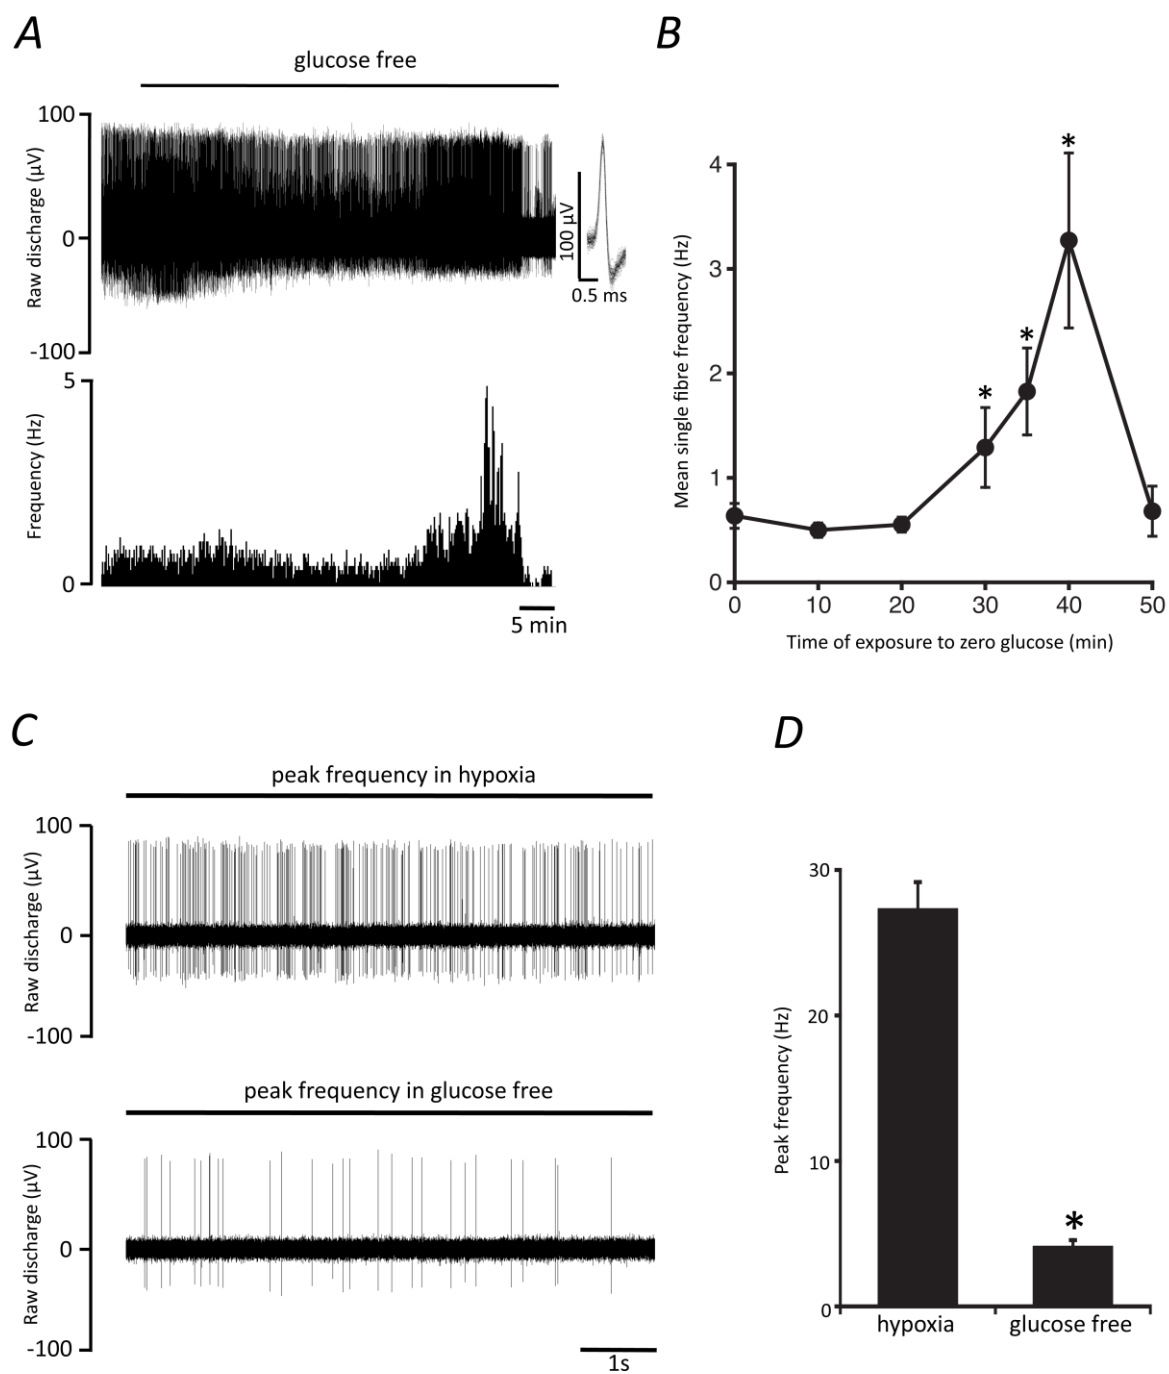 A
glucose free
Raw discharge (µV)
100
0
-100
100 µV
0.5 ms
Frequency (Hz)
5
0
5 min
B
Mean single fibre frequency (Hz)
4
3
2
1
0
*
*
*
0 10 20 30 40 50
Time of exposure to zero glucose (min)
C
peak frequency in hypoxia
Raw discharge (µV)
100
0
-100
peak frequency in glucose free
Raw discharge (µV)
100
0
-100
1s
D
Peak frequency (Hz)
30
20
10
0
*
hypoxia glucose free